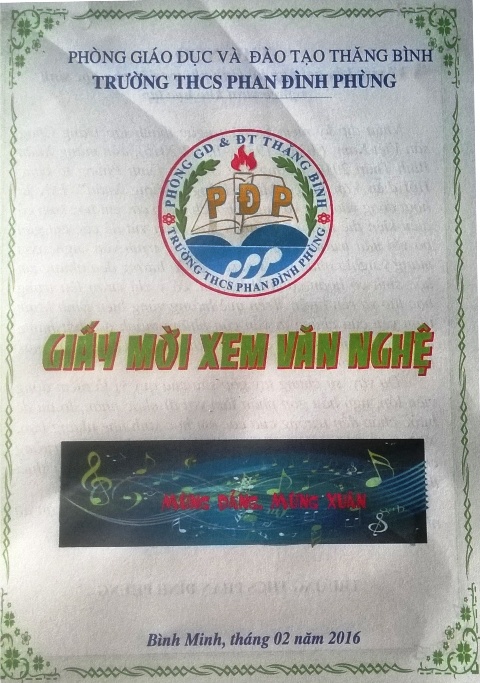 PHÒNG GIÁO DỤC VÀ ĐÀO TẠO THĂNG BÌNH
TRƯỜNG THCS PHAN ĐÌNH PHÙNG
PHÒNG GD & ĐT THĂNG BÌNH
PĐP
TRƯỜNG THCS PHAN ĐÌNH PHÙNG
GIẤY MỜI XEM VĂN NGHỆ
MỪNG ĐẢNG, MỪNG XUÂN
Bình Minh, tháng 02 năm 2016